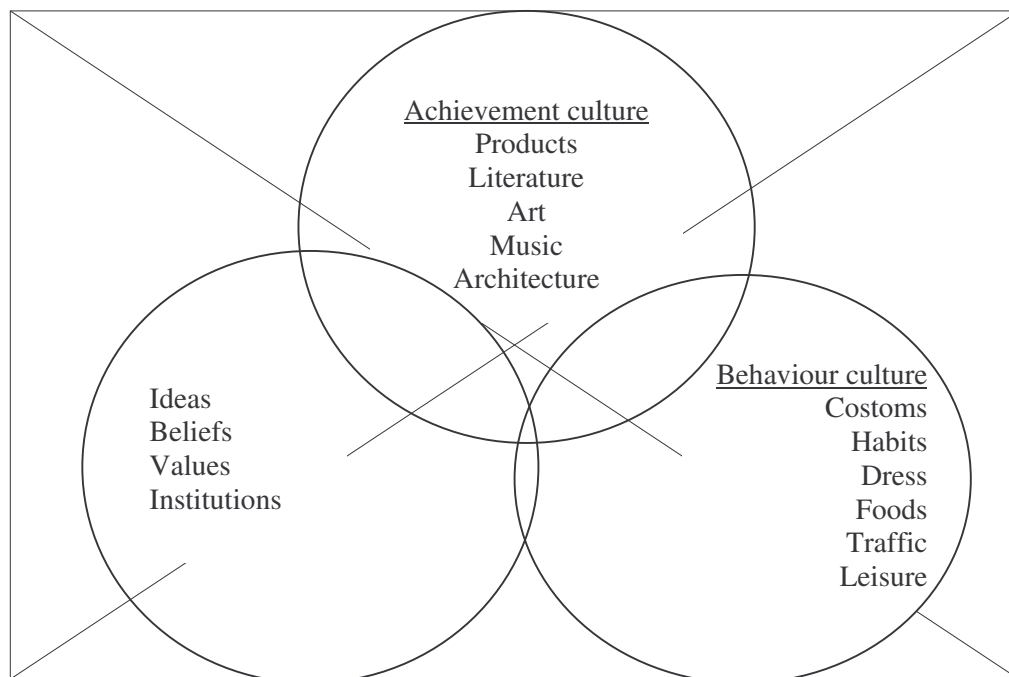 Achievement culture
Products
Literature
Art
Music
Architecture
Ideas
Beliefs
Values
Institutions
Behaviour culture
Costoms
Habits
Dress
Foods
Traffic
Leisure